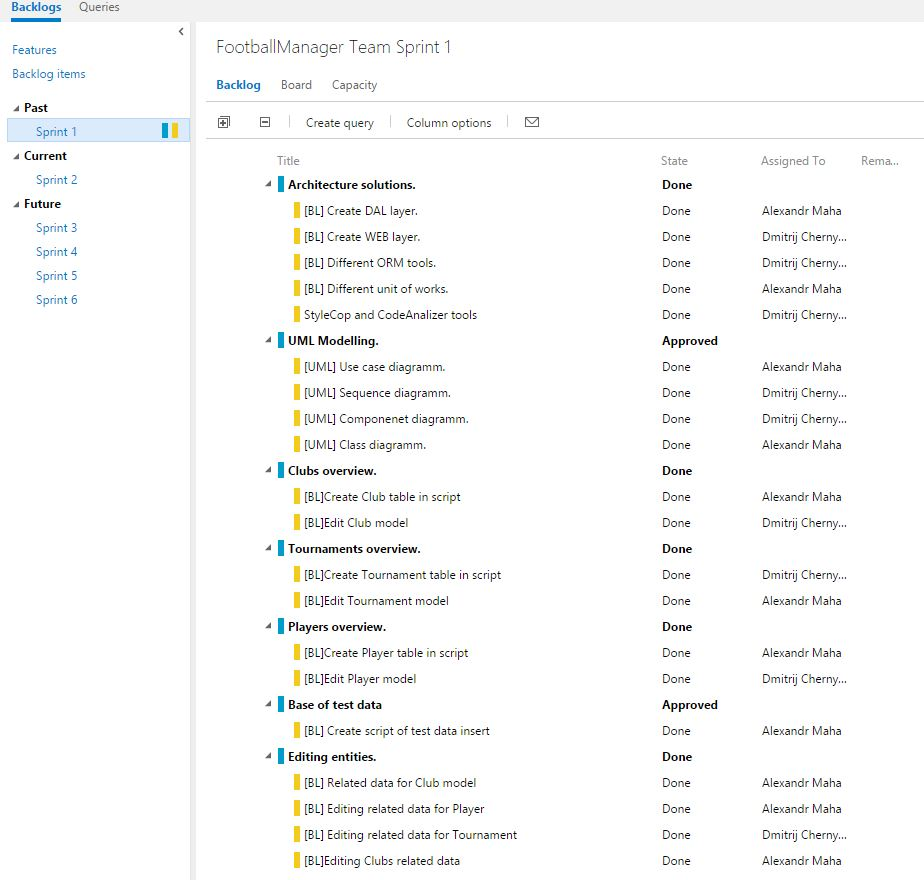 Backlogs Queries
Features
Backlog items
Past
Sprint 1
Current
Sprint 2
Future
Sprint 3
Sprint 4
Sprint 5
Sprint 6
FootballManager Team Sprint 1
Backlog Board Capacity
Create query Column options
Title State Assigned To Rema...
Architecture solutions. Done
[BL] Create DAL layer. Done Alexandr Maha
[BL] Create WEB layer. Done Dmitrij Cherny...
[BL] Different ORM tools. Done Dmitrij Cherny...
[BL] Different unit of works. Done Alexandr Maha
StyleCop and CodeAnalizer tools Done Dmitrij Cherny...
UML Modelling. Approved
[UML] Use case diagramm. Done Alexandr Maha
[UML] Sequence diagramm. Done Dmitrij Cherny...
[UML] Componenet diagramm. Done Dmitrij Cherny...
[UML] Class diagramm. Done Alexandr Maha
Clubs overview. Done
[BL]Create Club table in script Done Alexandr Maha
[BL]Edit Club model Done Dmitrij Cherny...
Tournaments overview. Done
[BL]Create Tournament table in script Done Dmitrij Cherny...
[BL]Edit Tournament model Done Alexandr Maha
Players overview. Done
[BL]Create Player table in script Done Alexandr Maha
[BL]Edit Player model Done Dmitrij Cherny...
Base of test data Approved
[BL] Create script of test data insert Done Alexandr Maha
Editing entities. Done
[BL] Related data for Club model Done Alexandr Maha
[BL] Editing related data for Player Done Alexandr Maha
[BL] Editing related data for Tournament Done Dmitrij Cherny...
[BL]Editing Clubs related data Done Alexandr Maha